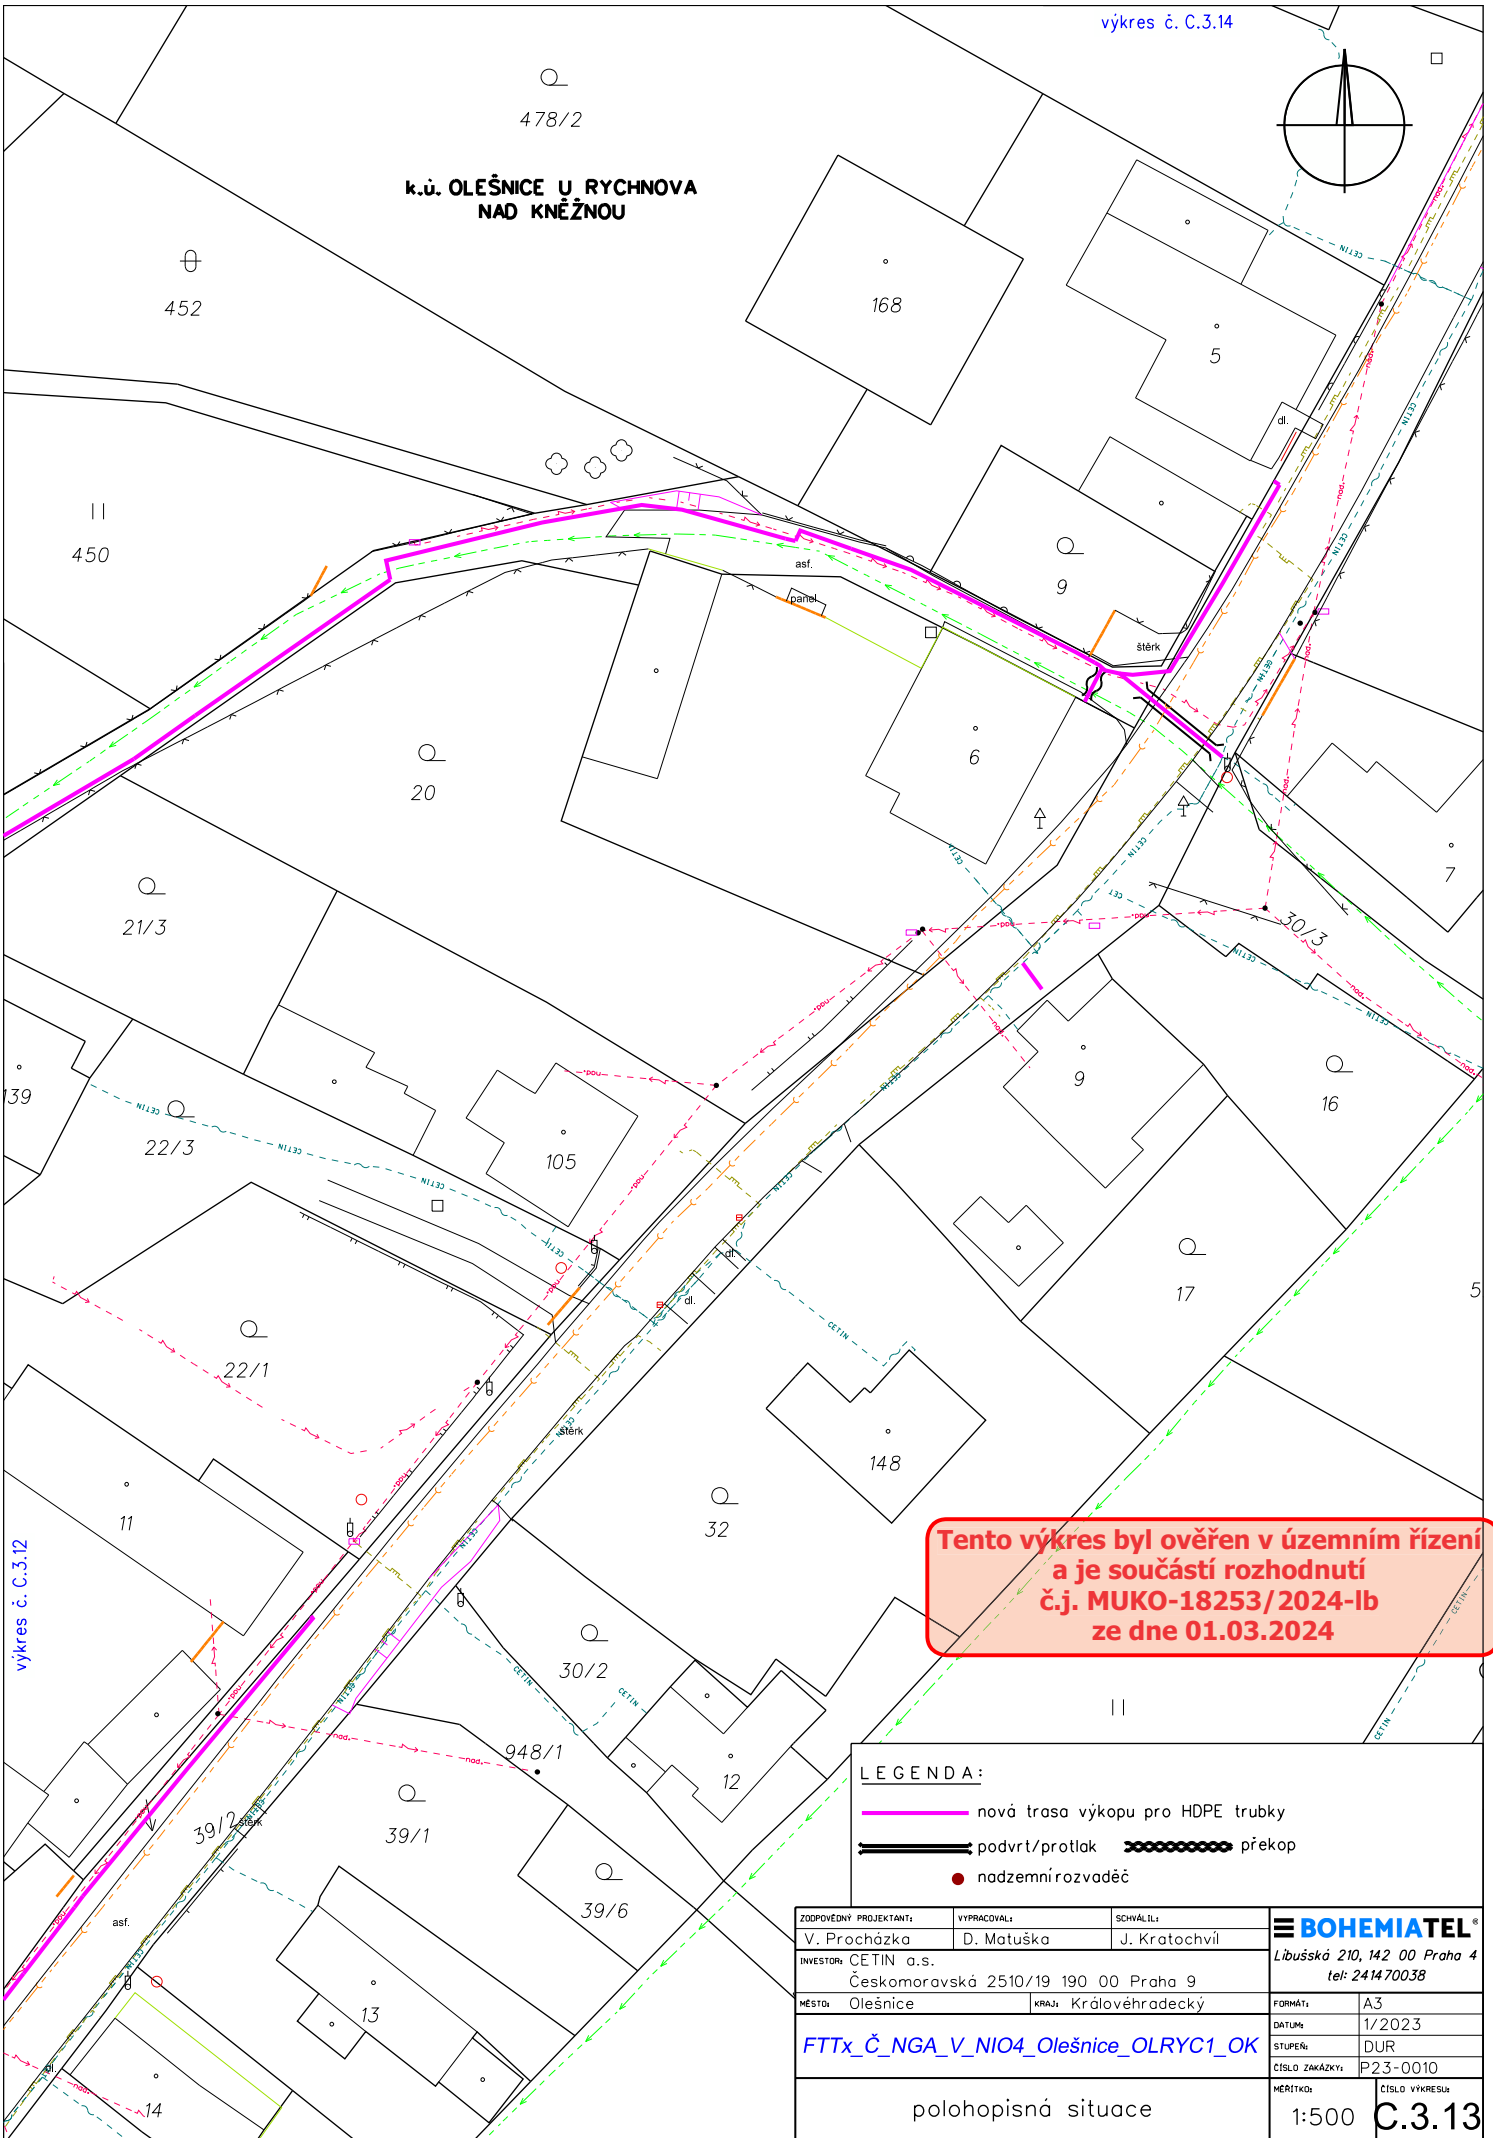 výkres č. C.3.14
478/2
k.ú. OLEŠNICE U RYCHNOVA
NAD KNĚŽNOU
452
168
5
CETIN
nad.
dl.
450
asf.
panel
9
štěrk
6
20
7
21/3
30/3
139
22/3
105
9
16
17
5
22/1
dl.
dl.
štěrk
148
11
32
Tento výkres byl ověřen v územním řízení
a je součástí rozhodnutí
č.j. MUKO-18253/2024-lb
ze dne 01.03.2024
výkres č. C.3.12
30/2
948/1
12
39/2
štěrk
39/1
39/6
asf.
13
14
dl.
LEGENDA:
nová trasa výkopu pro HDPE trubky
podvrt/protlak
překop
nadzemní rozvaděč
ZODPOVĚDNÝ PROJEKTANT:
V. Procházka
VYPRACOVAL:
D. Matuška
SCHVÁLIL:
J. Kratochvíl
BOHEMIATEL®
Libušská 210, 142 00 Praha 4
tel: 241470038
INVESTOR: CETIN a.s.
Českomoravská 2510/19 190 00 Praha 9
MĚSTO: Olešnice
KRAJ: Královéhradecký
FORMÁT: A3
DATUM: 1/2023
STUPEŇ: DUR
ČÍSLO ZAKÁZKY: P23-0010
FTTx_Č_NGA_V_NIO4_Olešnice_OLRYC1_OK
polohopisná situace
MĚŘÍTKO:
1:500
ČÍSLO VÝKRESU:
C.3.13